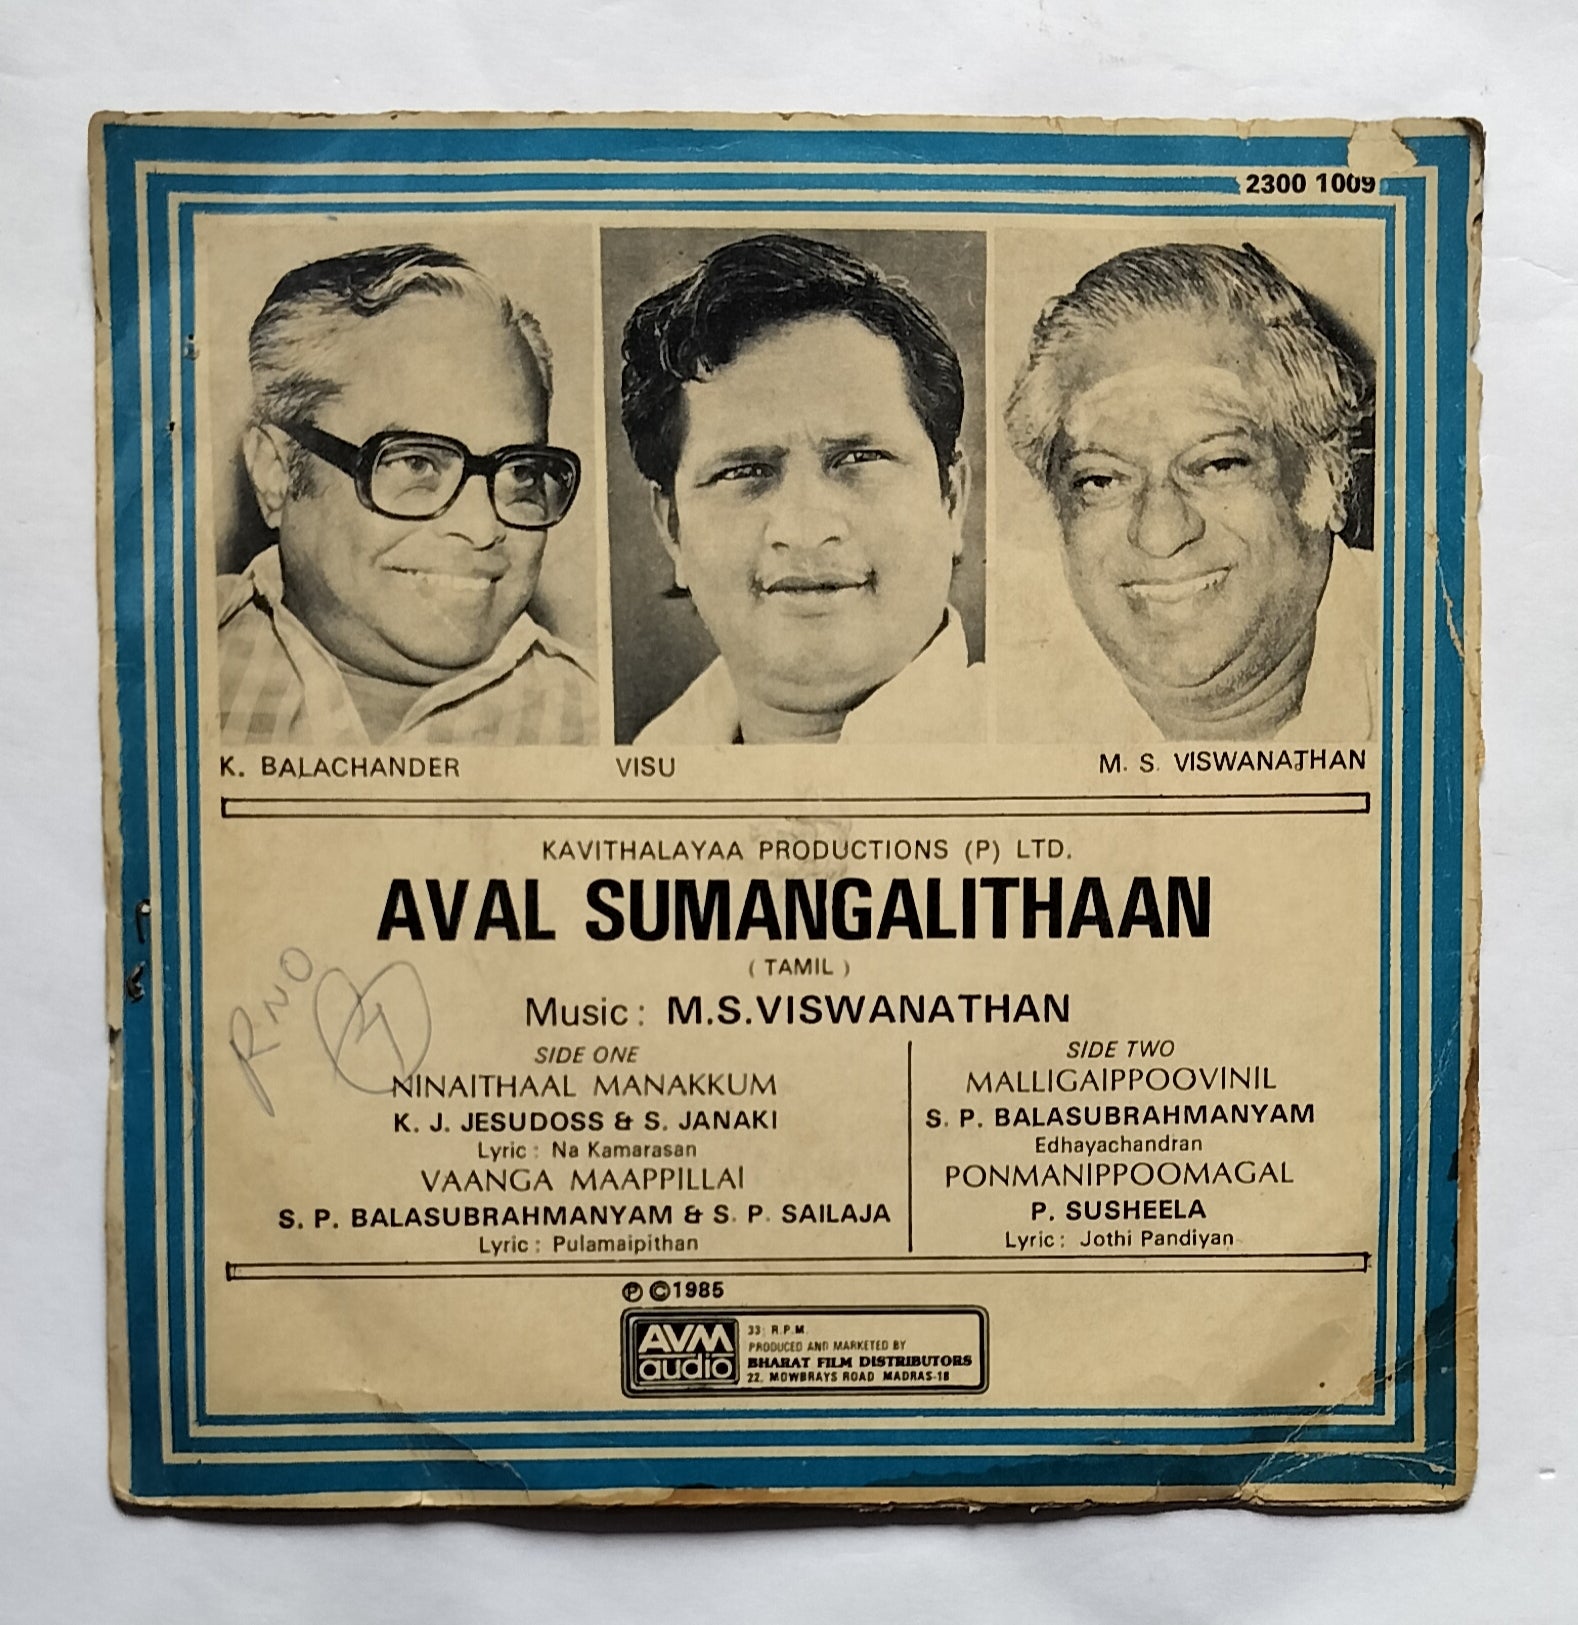 2300 1009
K. BALACHANDER
VISU
M. S. VISWANATHAN
KAVITHALAYAA PRODUCTIONS (P) LTD.
AVAL SUMANGALITHAAN
( TAMIL )
Music : M.S.VISWANATHAN
RNO
SIDE ONE
NINAITHAAL MANAKKUM
K. J. JESUDOSS & S. JANAKI
Lyric : Na Kamarasan
VAANGA MAAPPILLAI
S. P. BALASUBRAHMANYAM & S. P. SAILAJA
Lyric : Pulamaipithan
SIDE TWO
MALLIGAIPPOOVINIL
S. P. BALASUBRAHMANYAM
Edhayachandran
PONMANIPPOOMAGAL
P. SUSHEELA
Lyric : Jothi Pandiyan
℗ ©1985
AVM
audio
33 R.P.M.
PRODUCED AND MARKETED BY
BHARAT FILM DISTRIBUTORS
22, MOWBRAYS ROAD MADRAS-18